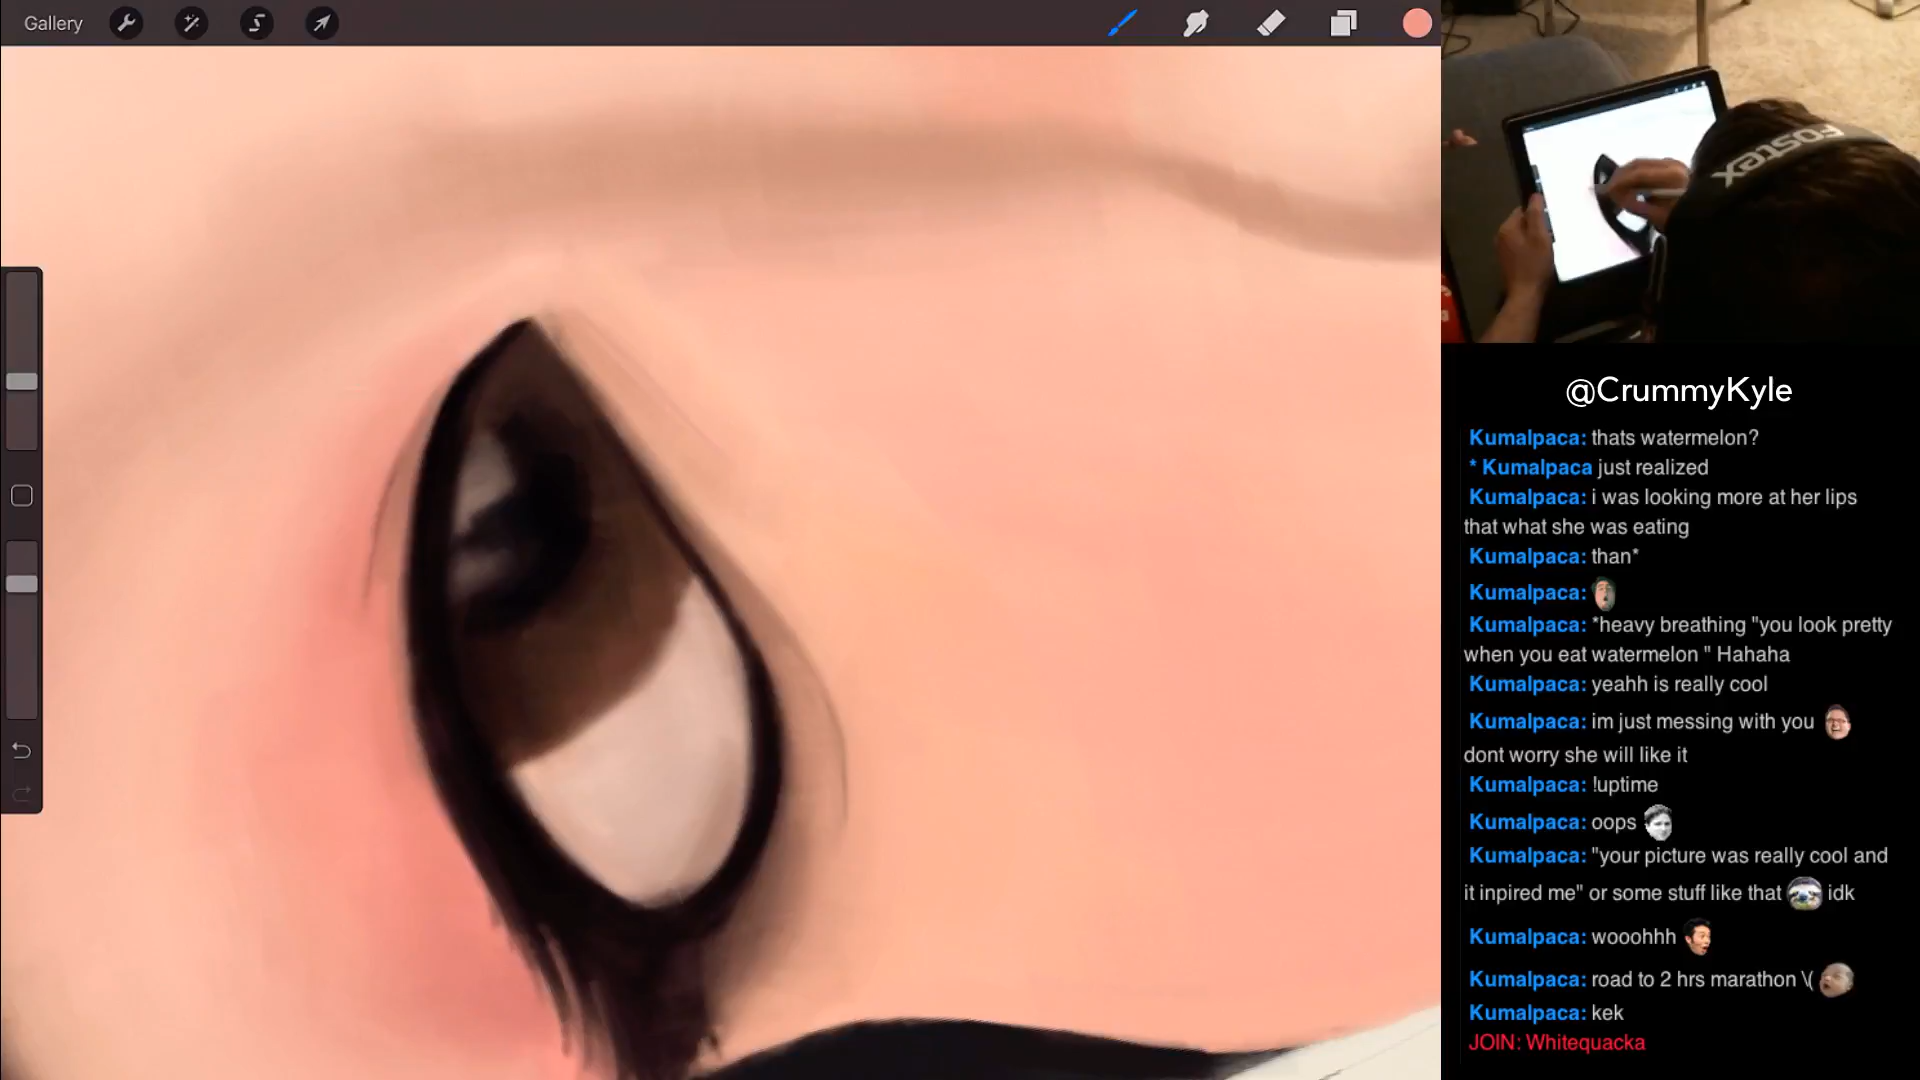 Gallery
FOSTEX
@CrummyKyle
Kumalpaca: thats watermelon?
* Kumalpaca just realized
Kumalpaca: i was looking more at her lips
that what she was eating
Kumalpaca: than*
Kumalpaca:
Kumalpaca: *heavy breathing "you look pretty
when you eat watermelon " Hahaha
Kumalpaca: yeahh is really cool
Kumalpaca: im just messing with you
dont worry she will like it
Kumalpaca: !uptime
Kumalpaca: oops
Kumalpaca: "your picture was really cool and
it inpired me" or some stuff like that idk
Kumalpaca: wooohhh
Kumalpaca: road to 2 hrs marathon \(
Kumalpaca: kek
JOIN: Whitequacka